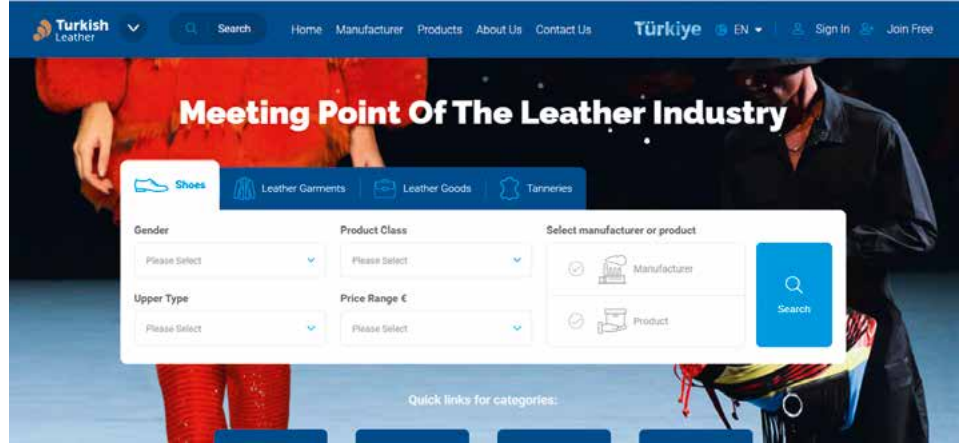 Turkish
Leather
Search
Home Manufacturer Products About Us Contact Us
Türkiye EN Sign In Join Free
Meeting Point Of The Leather Industry
Shoes Leather Garments Leather Goods Tanneries
Gender Product Class Select manufacturer or product
Please Select Please Select Manufacturer
Upper Type Price Range € Search
Please Select Please Select Product
Quick links for categories: